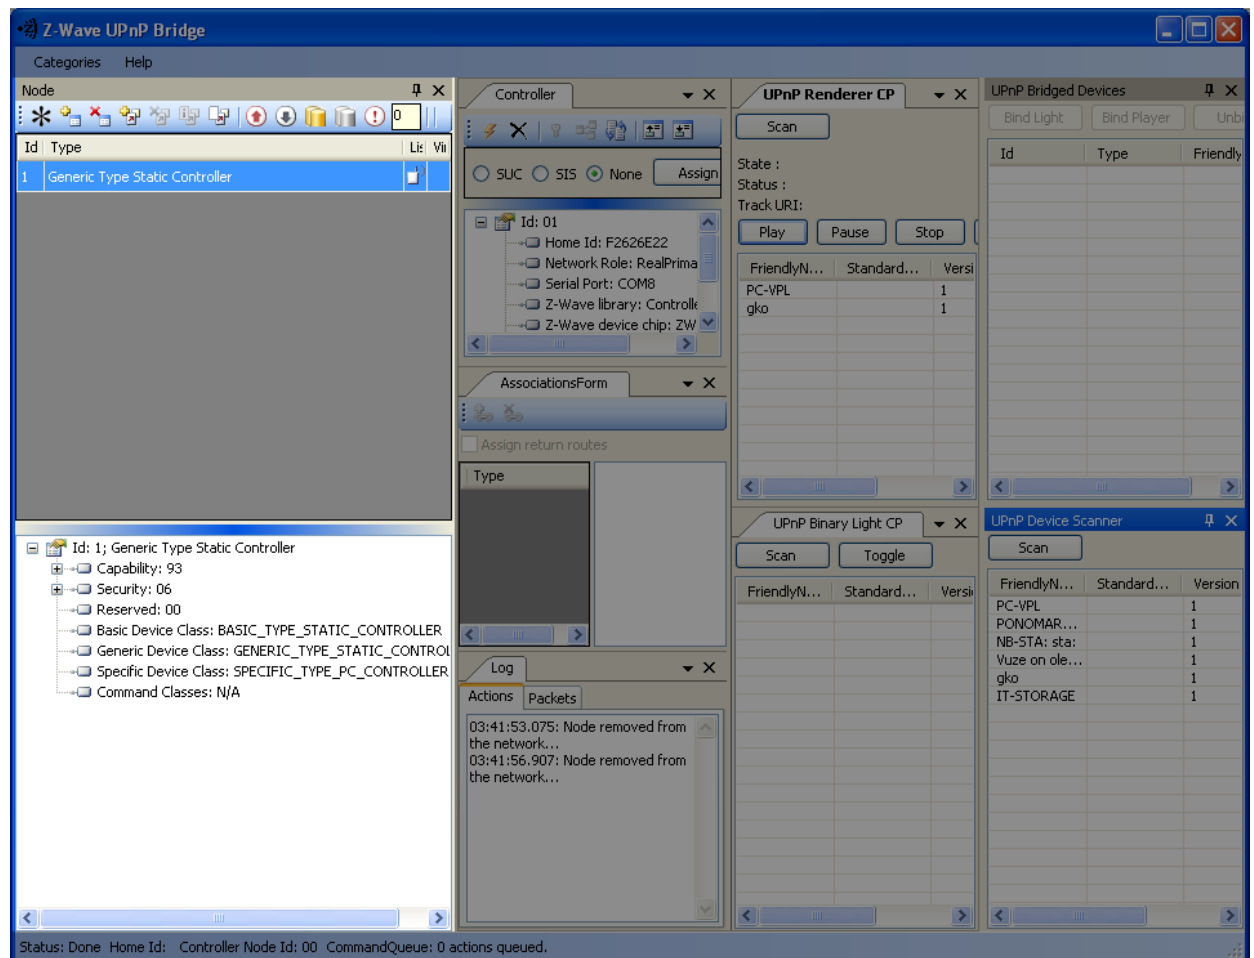 Z-Wave UPnP Bridge
Categories Help
Node
0
Id Type Lis Vir
1 Generic Type Static Controller
Id: 1; Generic Type Static Controller
Capability: 93
Security: 06
Reserved: 00
Basic Device Class: BASIC_TYPE_STATIC_CONTROLLER
Generic Device Class: GENERIC_TYPE_STATIC_CONTROL
Specific Device Class: SPECIFIC_TYPE_PC_CONTROLLER
Command Classes: N/A
Controller
SUC SIS None Assign
Id: 01
Home Id: F2626E22
Network Role: RealPrima
Serial Port: COM8
Z-Wave library: Controlle
Z-Wave device chip: ZW
AssociationsForm
Assign return routes
Type
Log
Actions Packets
03:41:53.075: Node removed from
the network...
03:41:56.907: Node removed from
the network...
UPnP Renderer CP
Scan
State :
Status :
Track URI:
Play Pause Stop
FriendlyN... Standard... Versi
PC-VPL 1
gko 1
UPnP Binary Light CP
Scan Toggle
FriendlyN... Standard... Versi
UPnP Bridged Devices
Bind Light Bind Player Unbi
Id Type Friendly
UPnP Device Scanner
Scan
FriendlyN... Standard... Version
PC-VPL 1
PONOMAR... 1
NB-STA: sta: 1
Vuze on ole... 1
gko 1
IT-STORAGE 1
Status: Done Home Id: Controller Node Id: 00 CommandQueue: 0 actions queued.